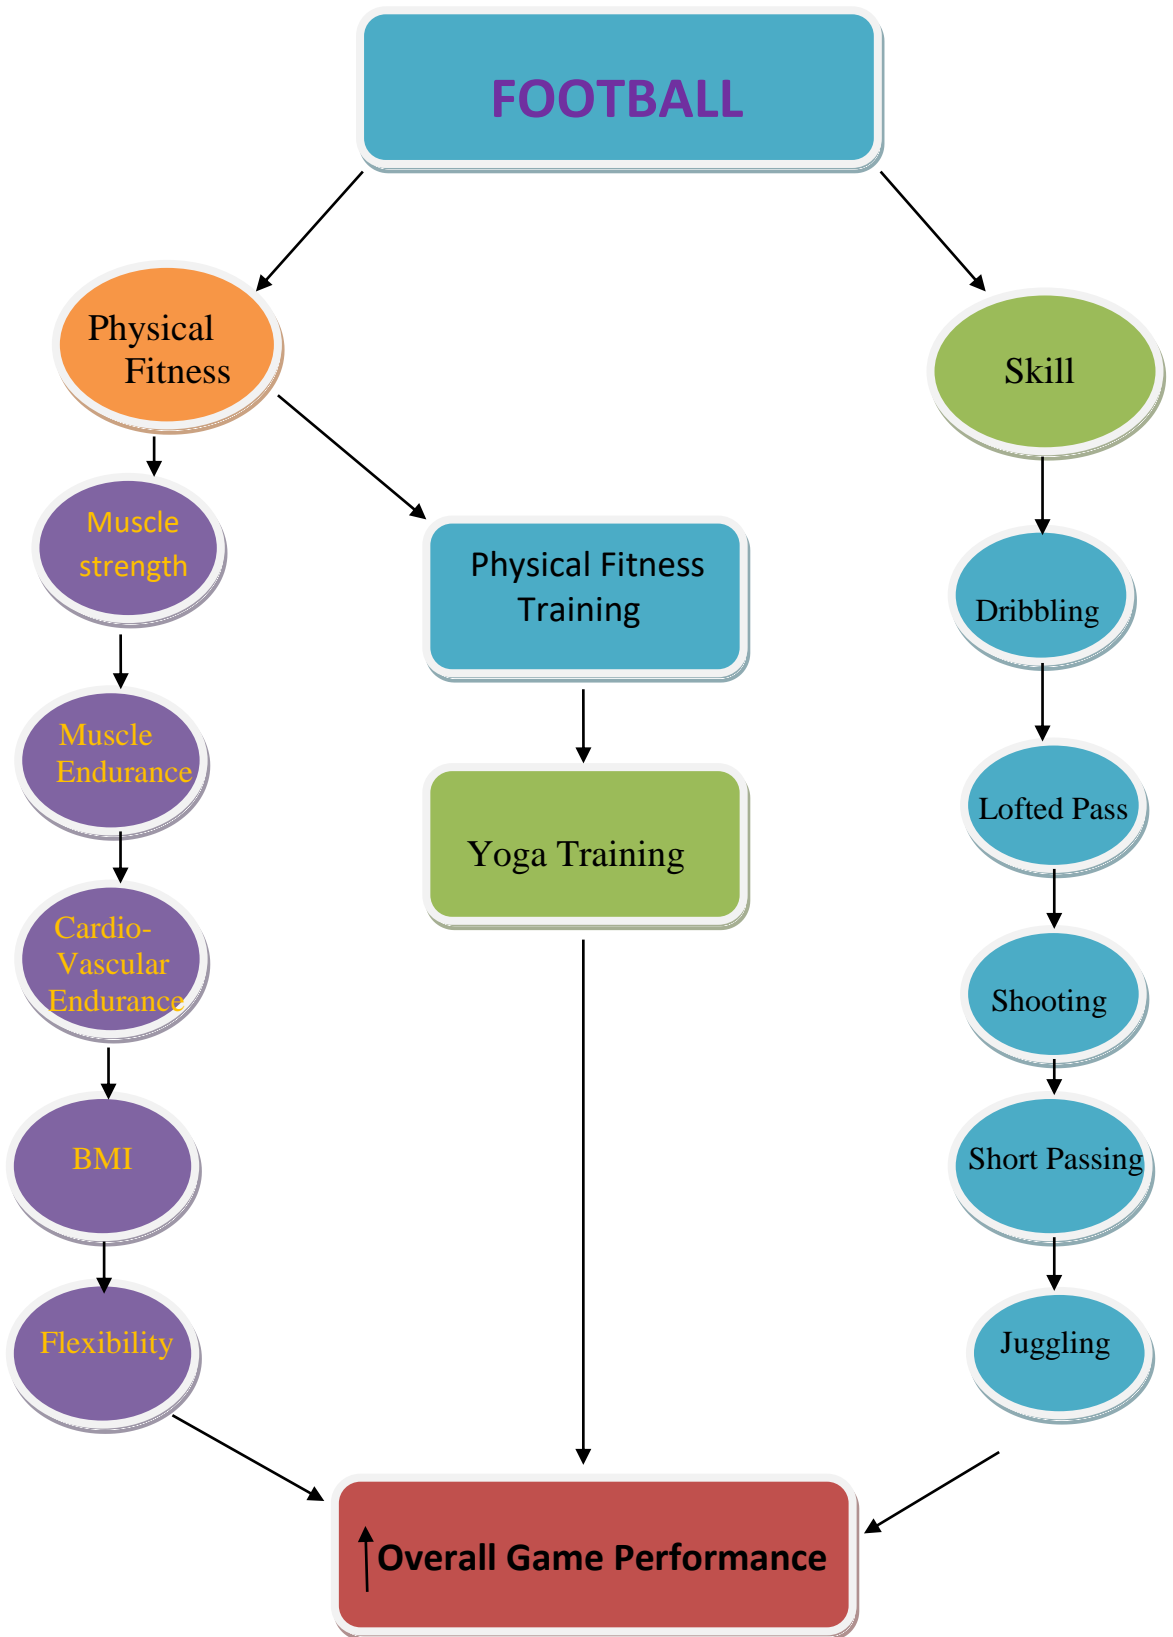 FOOTBALL
Physical
Fitness
Skill
Muscle
strength
Physical Fitness
Training
Dribbling
Muscle
Endurance
Yoga Training
Lofted Pass
Cardio-
Vascular
Endurance
Shooting
BMI
Short Passing
Flexibility
Juggling
Overall Game Performance